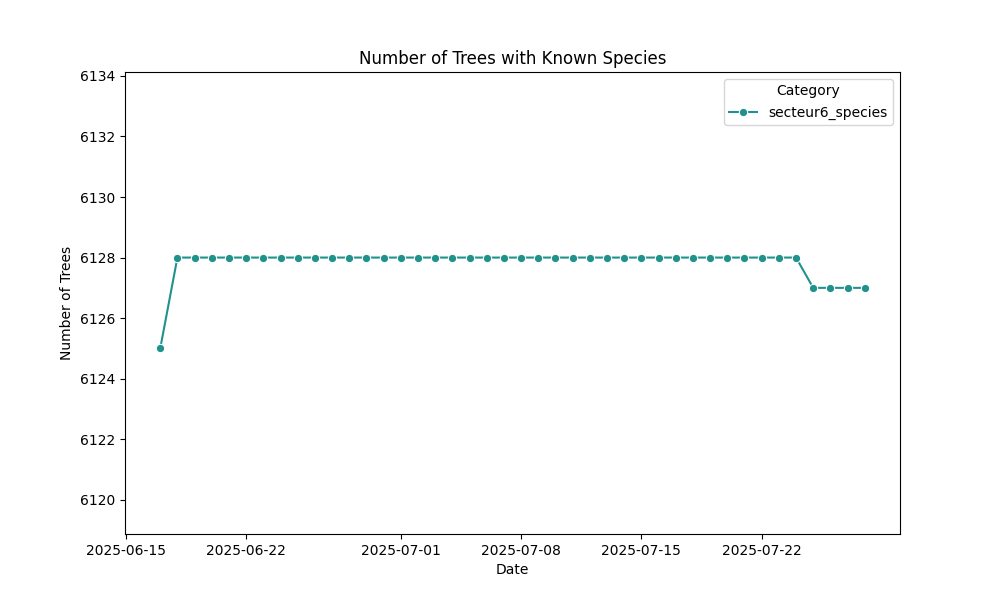 Number of Trees with Known Species
Category
secteur6_species
6134
6132
6130
6128
6126
6124
6122
6120
Number of Trees
2025-06-15
2025-06-22
2025-07-01
2025-07-08
2025-07-15
2025-07-22
Date